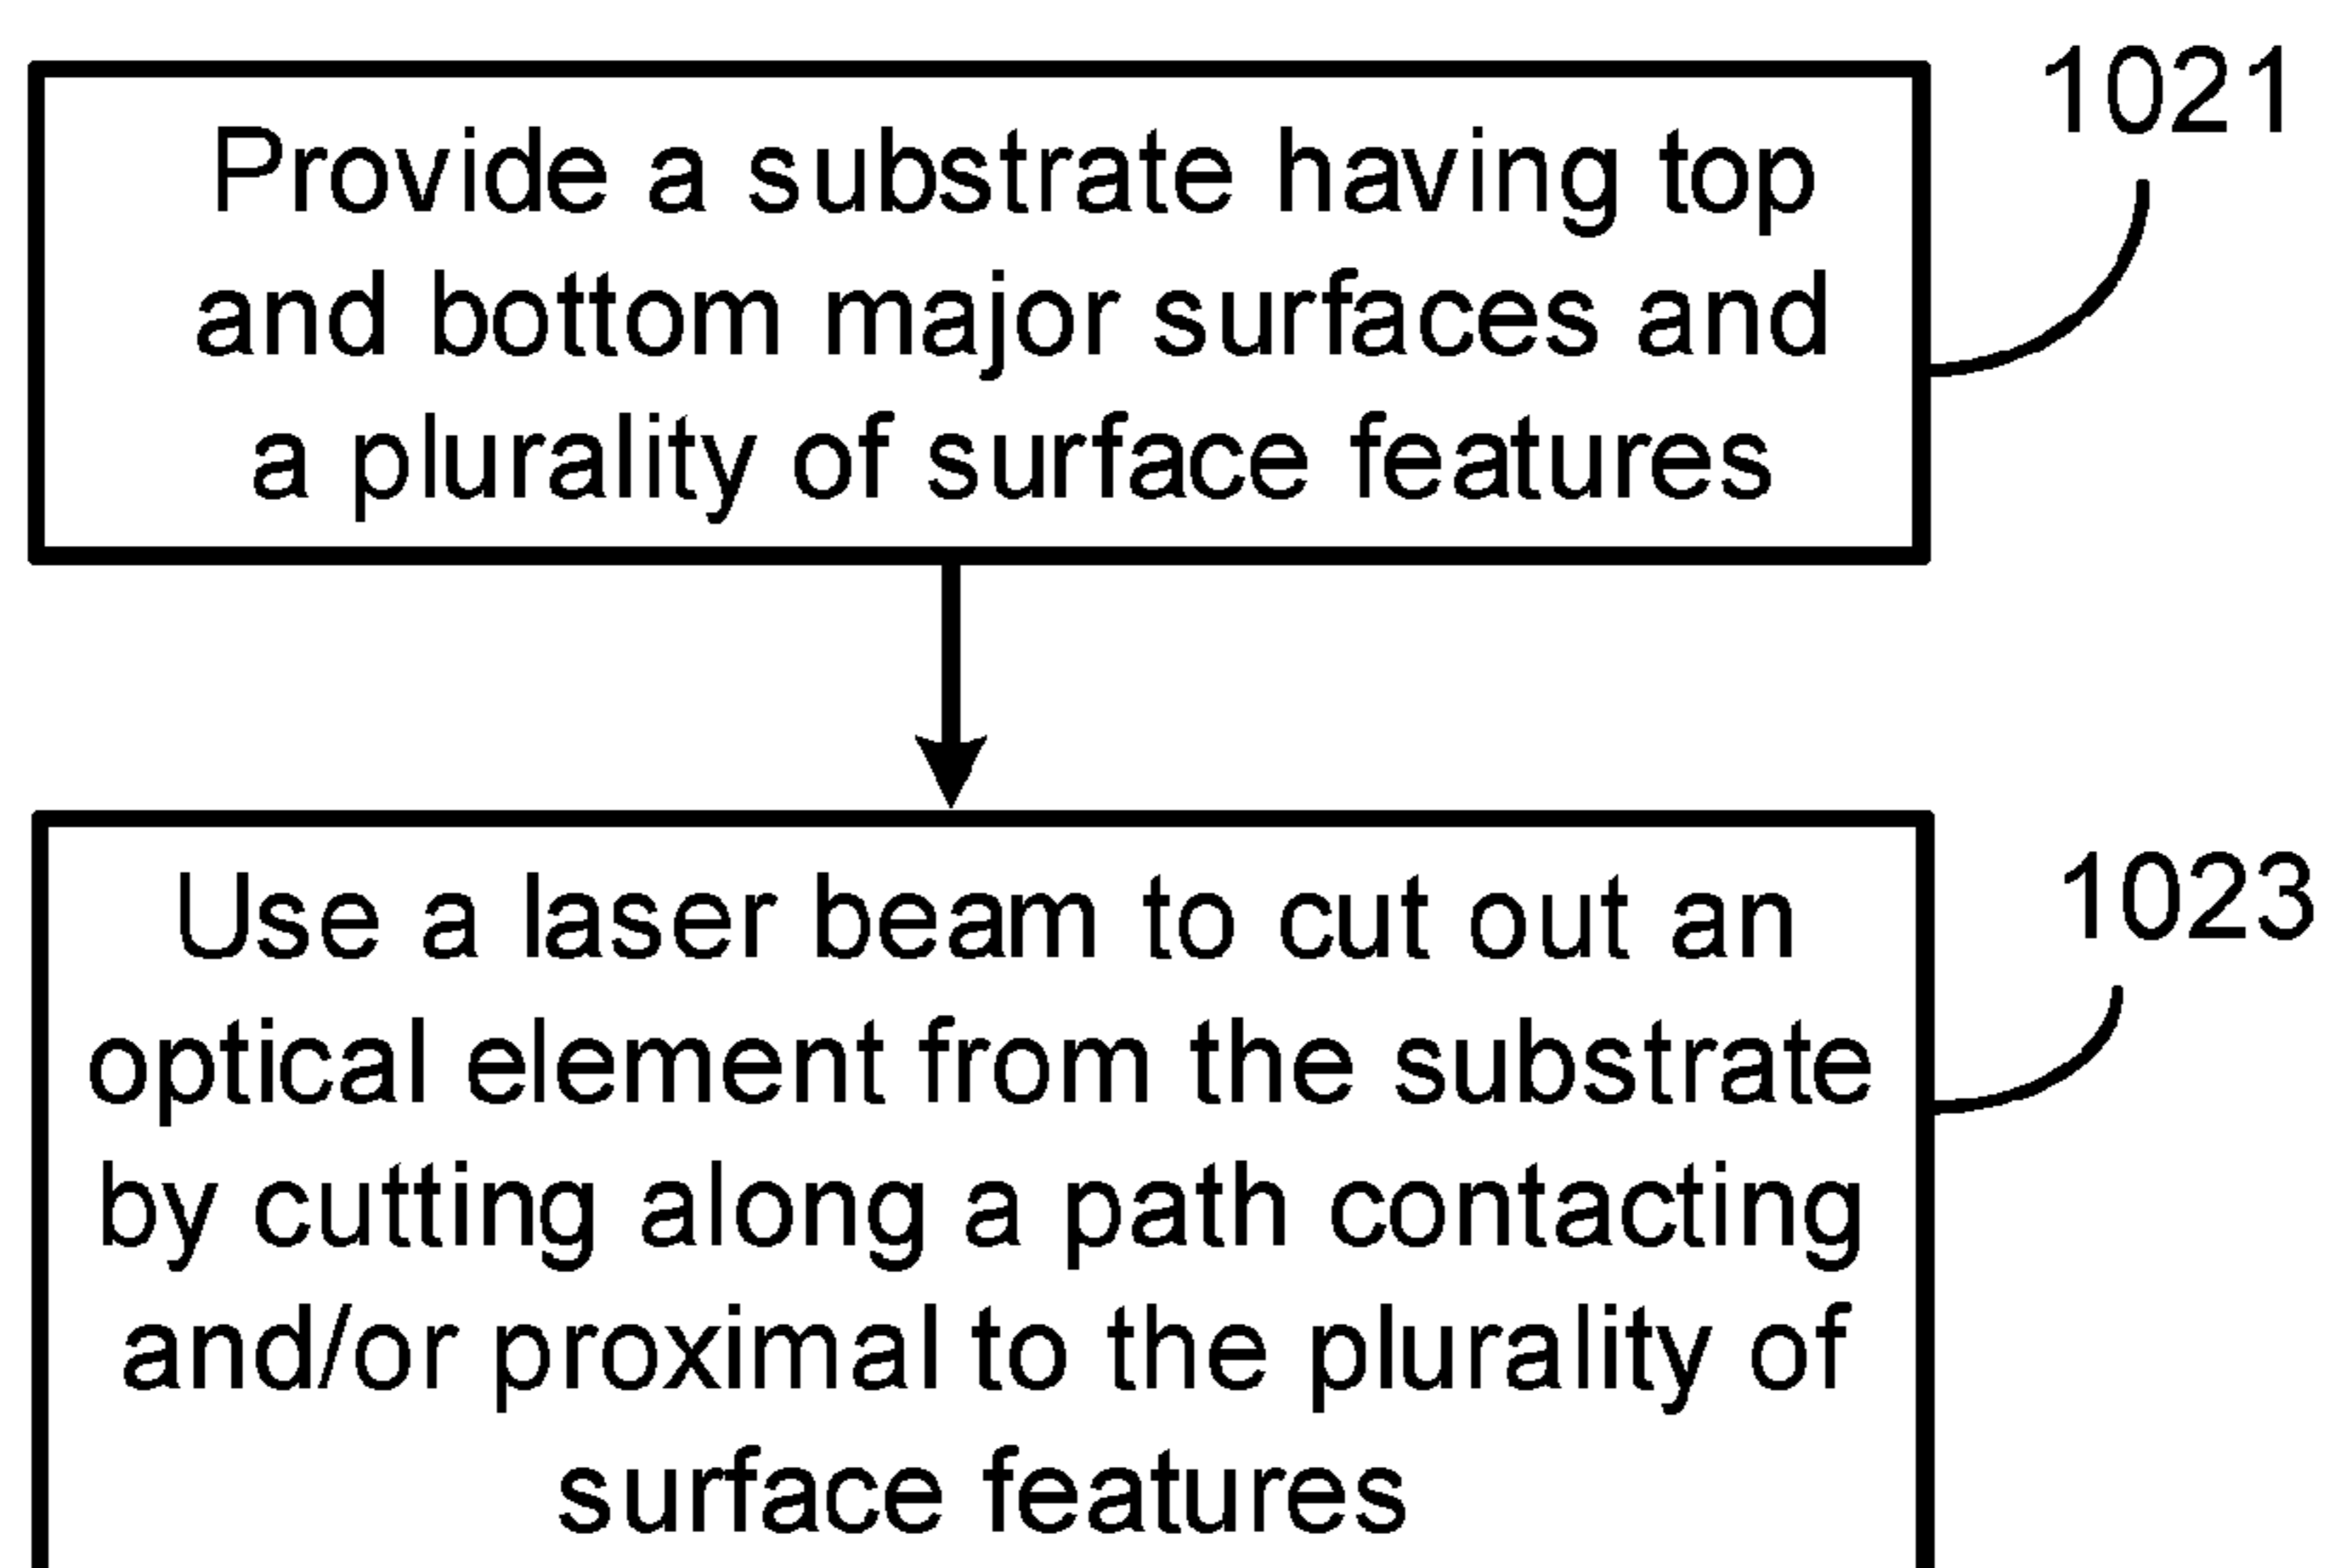 1021
Provide a substrate having top
and bottom major surfaces and
a plurality of surface features
1023
Use a laser beam to cut out an
optical element from the substrate
by cutting along a path contacting
and/or proximal to the plurality of
surface features